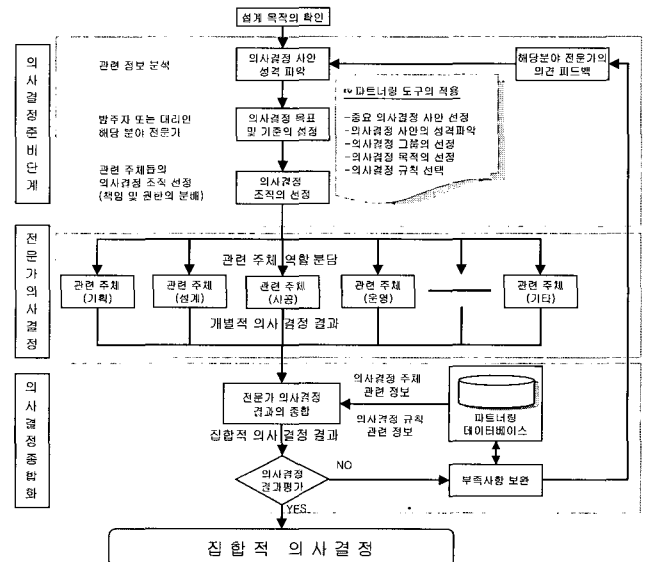 설계 목적의 확인
의사결정준비단계
관련 정보 분석
의사결정 사안
성격 파악
해당분야 전문가의
의견 피드백
발주자 또는 대리인
해당 분야 전문가
의사결정 목표
및 기준의 설정
파트너링 도구의 적용
-중요 의사결정 사안 선정
-의사결정 사안의 성격파악
-의사결정 그룹의 선정
-의사결정 목적의 선정
-의사결정 규칙 선택
관련 주체들의
의사결정 조직 선정
(책임 및 권한의 분배)
의사결정
조직의 선정
전문가의사결정
관련 주체 역할 분담
관련 주체
(기획)
관련 주체
(설계)
관련 주체
(시공)
관련 주체
(운영)
관련 주체
(기타)
개별적 의사 결정 결과
의사결정종합화
전문가 의사결정
결과의 종합
의사결정 주체
관련 정보
의사결정 규칙
관련 정보
파트너링
데이터베이스
집합적 의사 결정 결과
의사결정
결과평가
NO
부족사항 보완
YES
집합적 의사결정